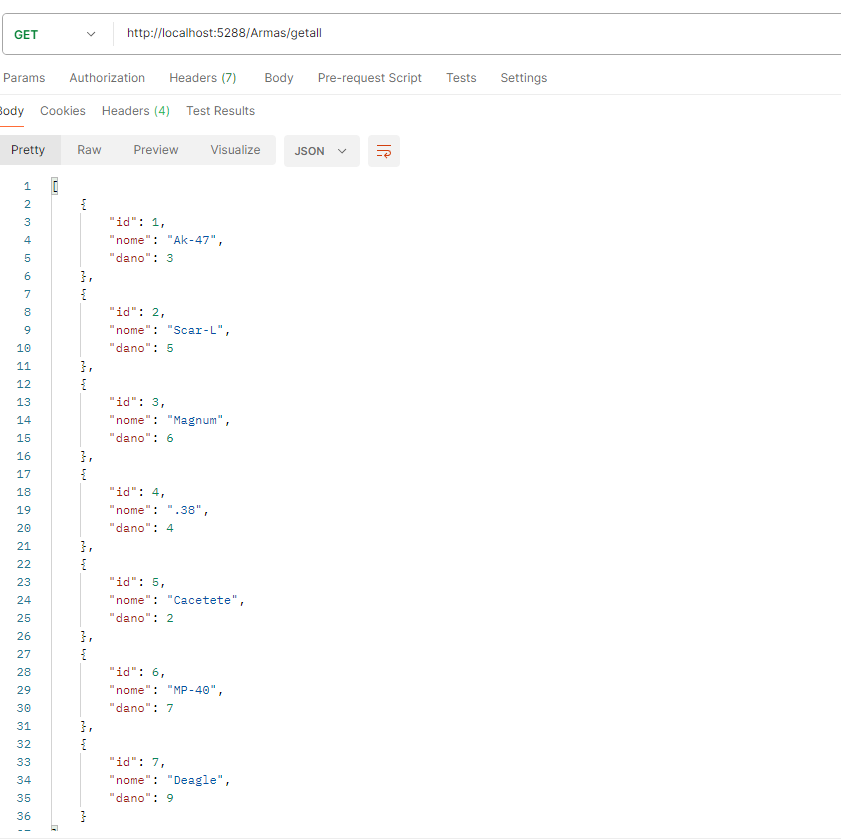 GET http://localhost:5288/Armas/getall
Params Authorization Headers (7) Body Pre-request Script Tests Settings
Body Cookies Headers (4) Test Results
Pretty Raw Preview Visualize JSON
1 [
2 {
3 "id": 1,
4 "nome": "Ak-47",
5 "dano": 3
6 },
7 {
8 "id": 2,
9 "nome": "Scar-L",
10 "dano": 5
11 },
12 {
13 "id": 3,
14 "nome": "Magnum",
15 "dano": 6
16 },
17 {
18 "id": 4,
19 "nome": ".38",
20 "dano": 4
21 },
22 {
23 "id": 5,
24 "nome": "Cacetete",
25 "dano": 2
26 },
27 {
28 "id": 6,
29 "nome": "MP-40",
30 "dano": 7
31 },
32 {
33 "id": 7,
34 "nome": "Deagle",
35 "dano": 9
36 }